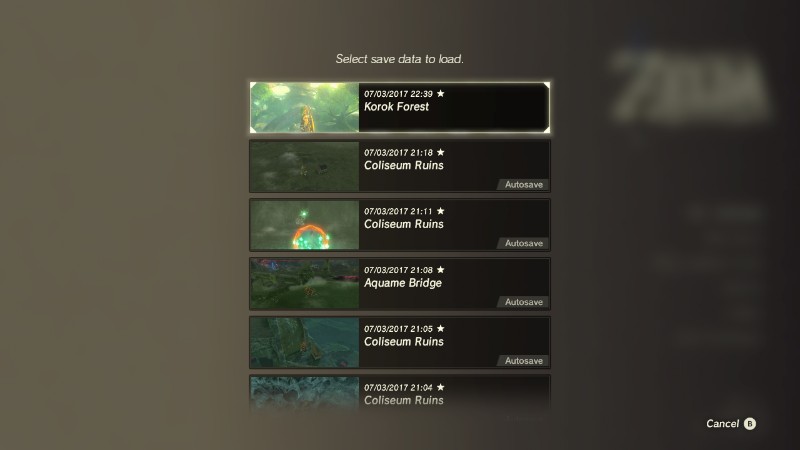 Select save data to load.
07/03/2017 22:39 ★
Korok Forest
07/03/2017 21:18 ★
Coliseum Ruins
Autosave
07/03/2017 21:11 ★
Coliseum Ruins
Autosave
07/03/2017 21:08 ★
Aquame Bridge
Autosave
07/03/2017 21:05 ★
Coliseum Ruins
Autosave
07/03/2017 21:04 ★
Coliseum Ruins
ZELDA
Cancel B